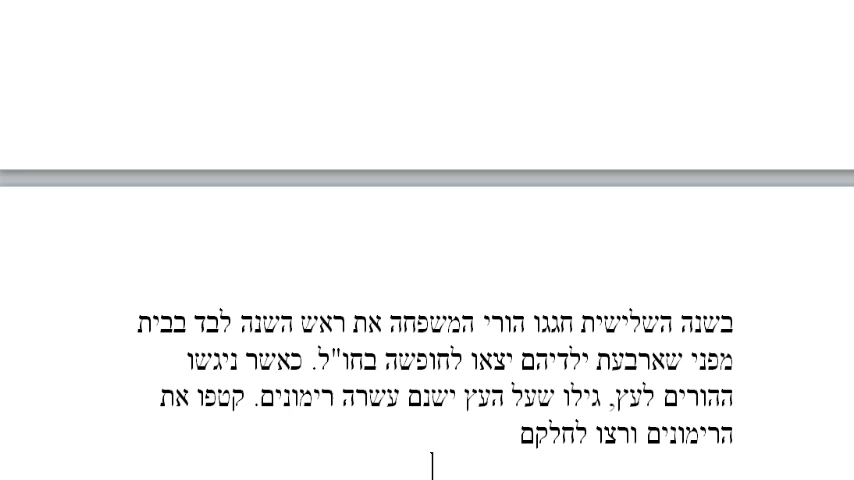 בשנה השלישית חגגו הורי המשפחה את ראש השנה לבד בבית
מפני שארבעת ילדיהם יצאו לחופשה בחו"ל. כאשר ניגשו
ההורים לעץ, גילו שעל העץ ישנם עשרה רימונים. קטפו את
הרימונים ורצו לחלקם